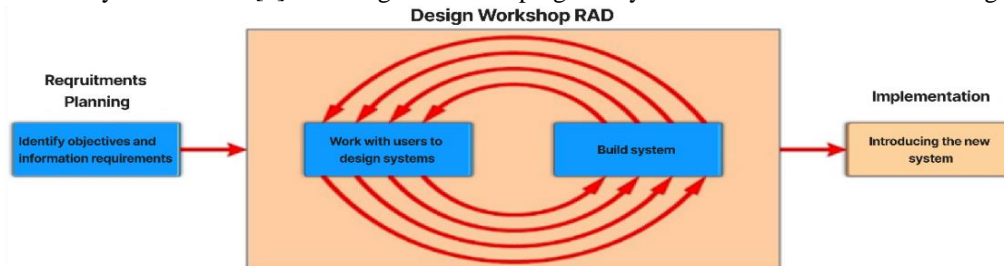 Design Workshop RAD
Reqruitments
Planning
Identify objectives and
information requirements
Work with users to
design systems
Build system
Implementation
Introducing the new
system